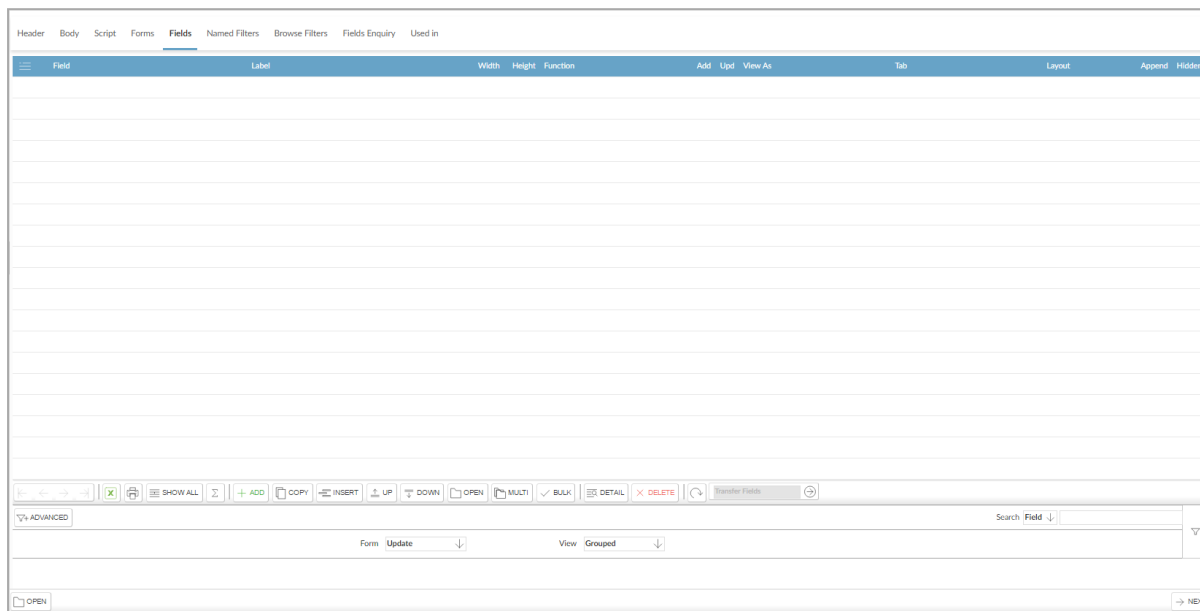 Header Body Script Forms Fields Named Filters Browse Filters Fields Enquiry Used in
Field Label Width Height Function Add Upd View As Tab Layout Append Hidden
SHOW ALL Σ + ADD COPY INSERT UP DOWN OPEN MULTI BULK DETAIL × DELETE Transfer Fields
ADVANCED Search Field
Form Update View Grouped
OPEN NEX